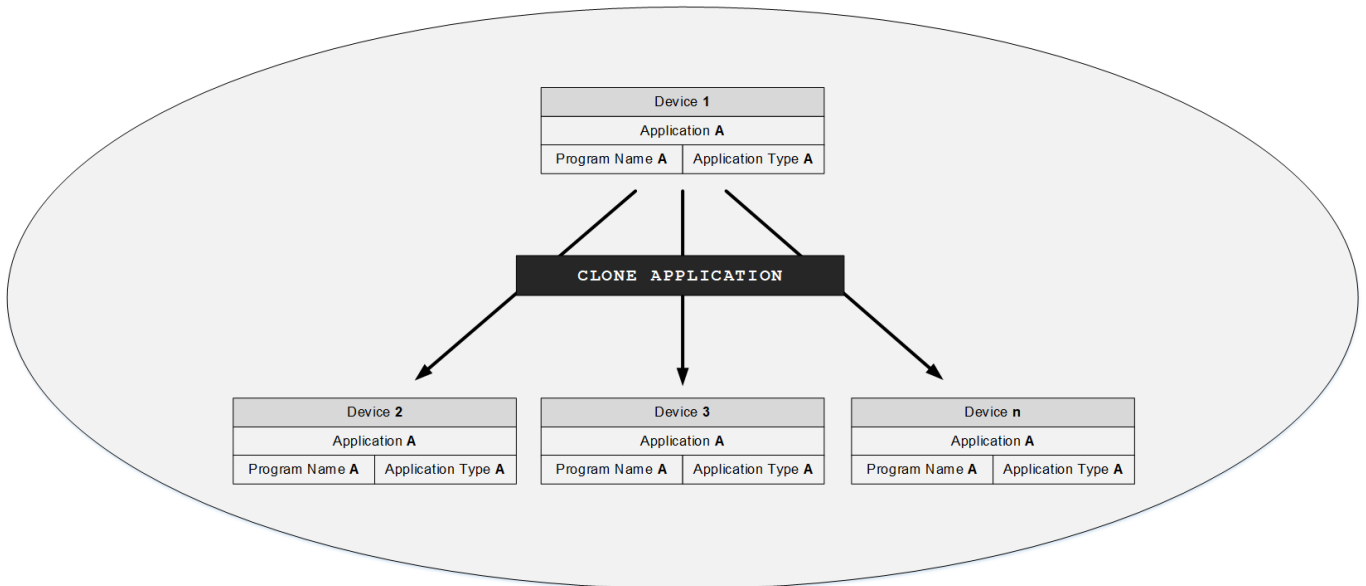 Device 1
Application A
Program Name A Application Type A
CLONE APPLICATION
Device 2 Device 3 Device n
Application A Application A Application A
Program Name A Application Type A Program Name A Application Type A Program Name A Application Type A